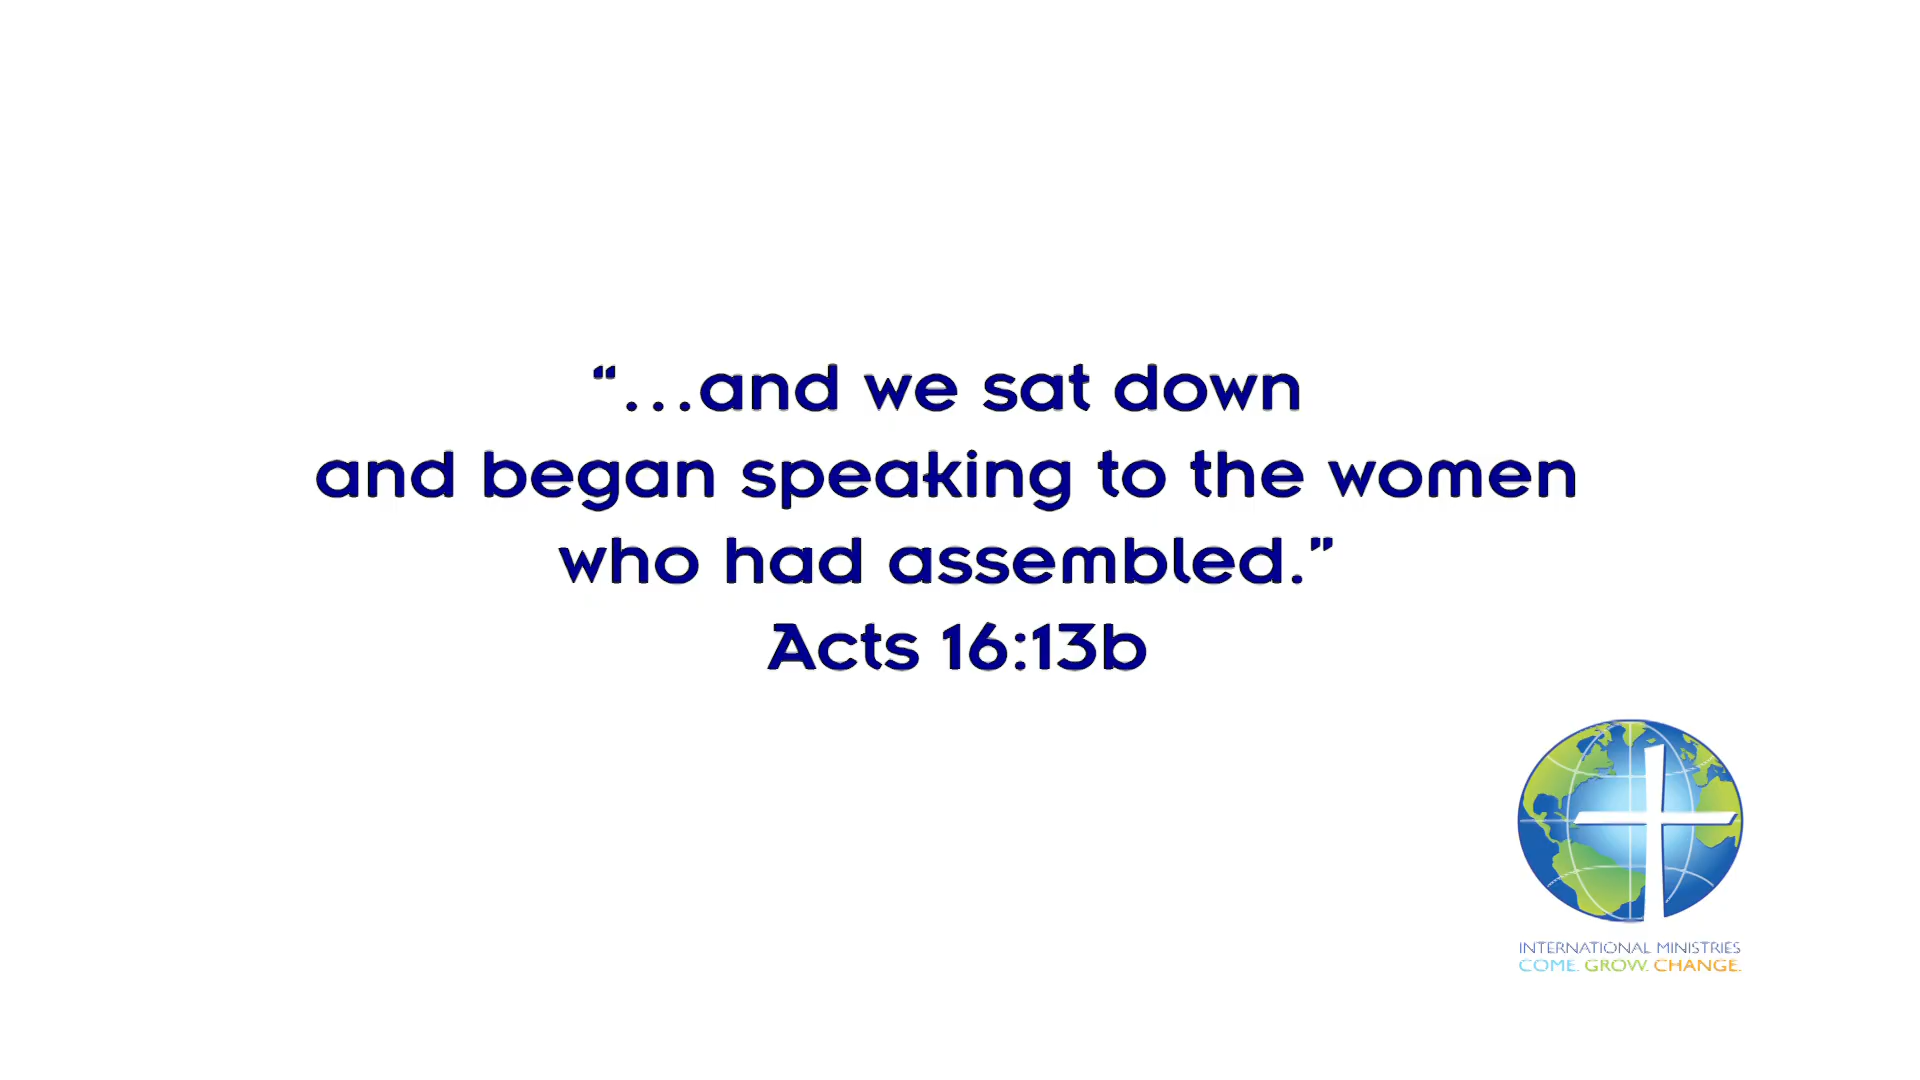 “...and we sat down
and began speaking to the women
who had assembled.”
Acts 16:13b
INTERNATIONAL MINISTRIES
COME. GROW. CHANGE.